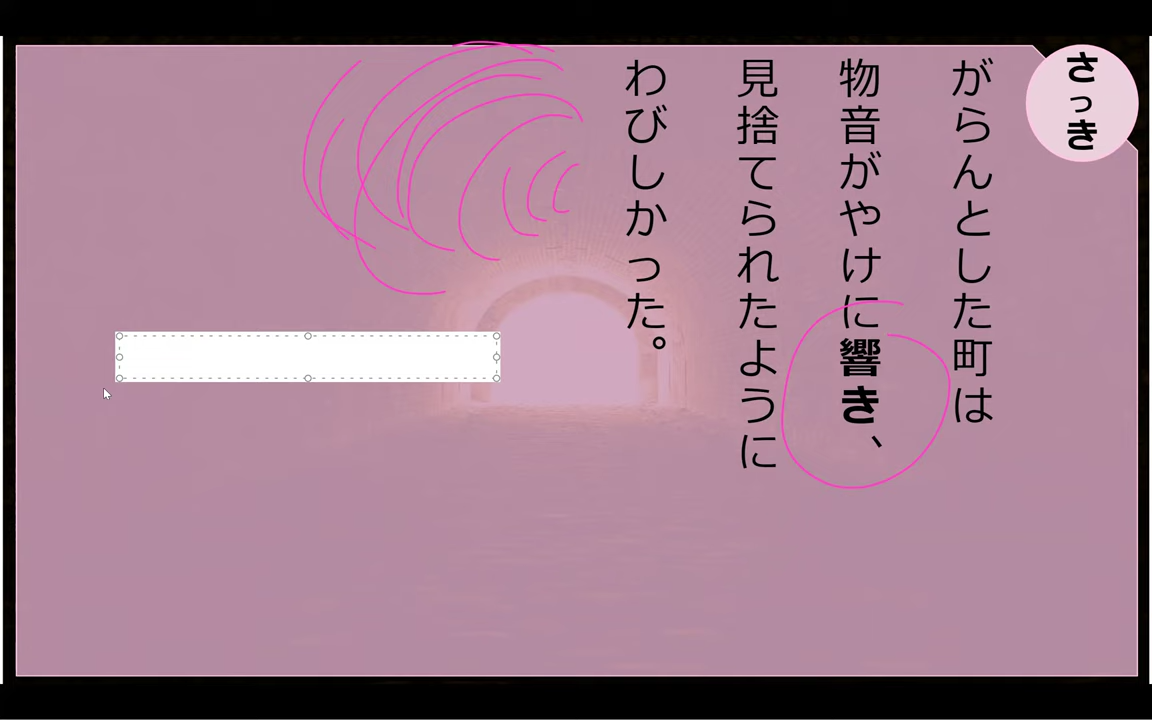 さっき
がらんとした町は
物音がやけに響き、
見捨てられたように
わびしかった。